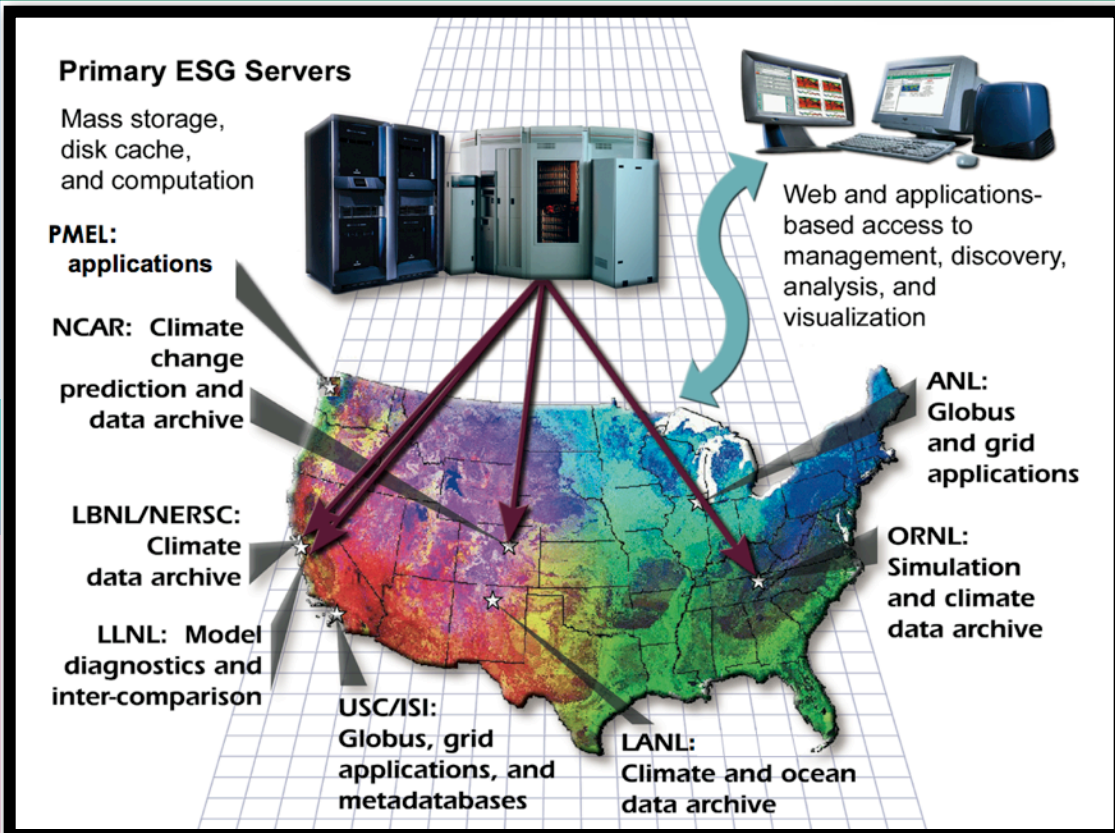 Primary ESG Servers
Mass storage,
disk cache,
and computation
PMEL:
applications
NCAR: Climate
change
prediction and
data archive
LBNL/NERSC:
Climate
data archive
LLNL: Model
diagnostics and
inter-comparison
USC/ISI:
Globus, grid
applications, and
metadatabases
LANL:
Climate and ocean
data archive
Web and applications-
based access to
management, discovery,
analysis, and
visualization
ANL:
Globus
and grid
applications
ORNL:
Simulation
and climate
data archive